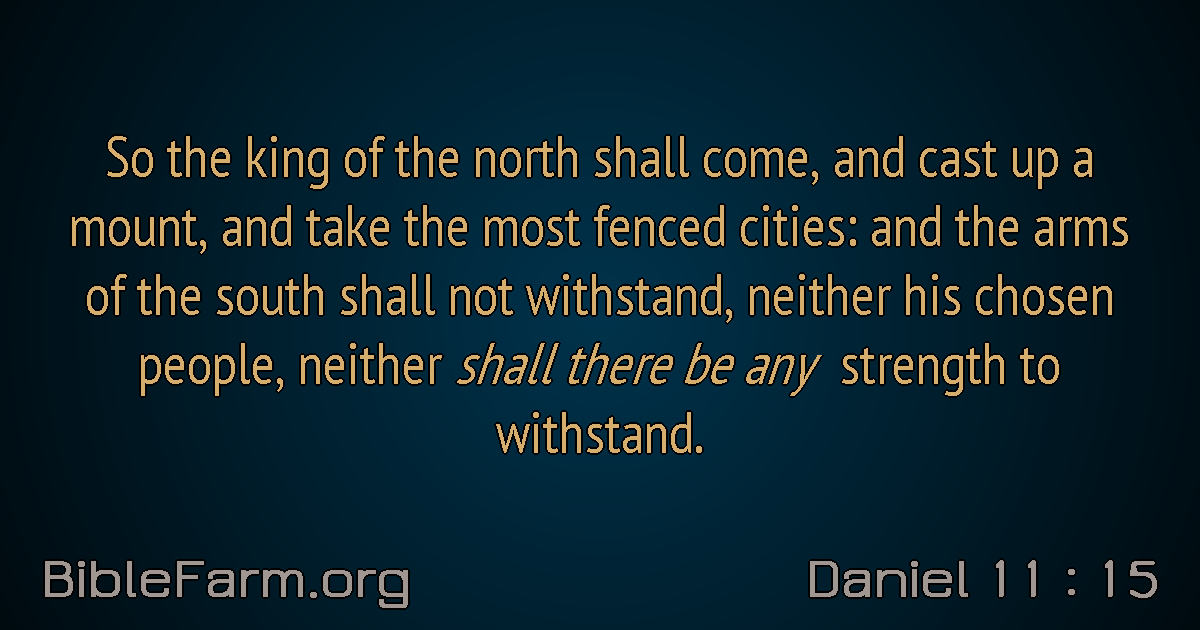 So the king of the north shall come, and cast up a
mount, and take the most fenced cities: and the arms
of the south shall not withstand, neither his chosen
people, neither shall there be any strength to
withstand.
BibleFarm.org
Daniel 11 : 15